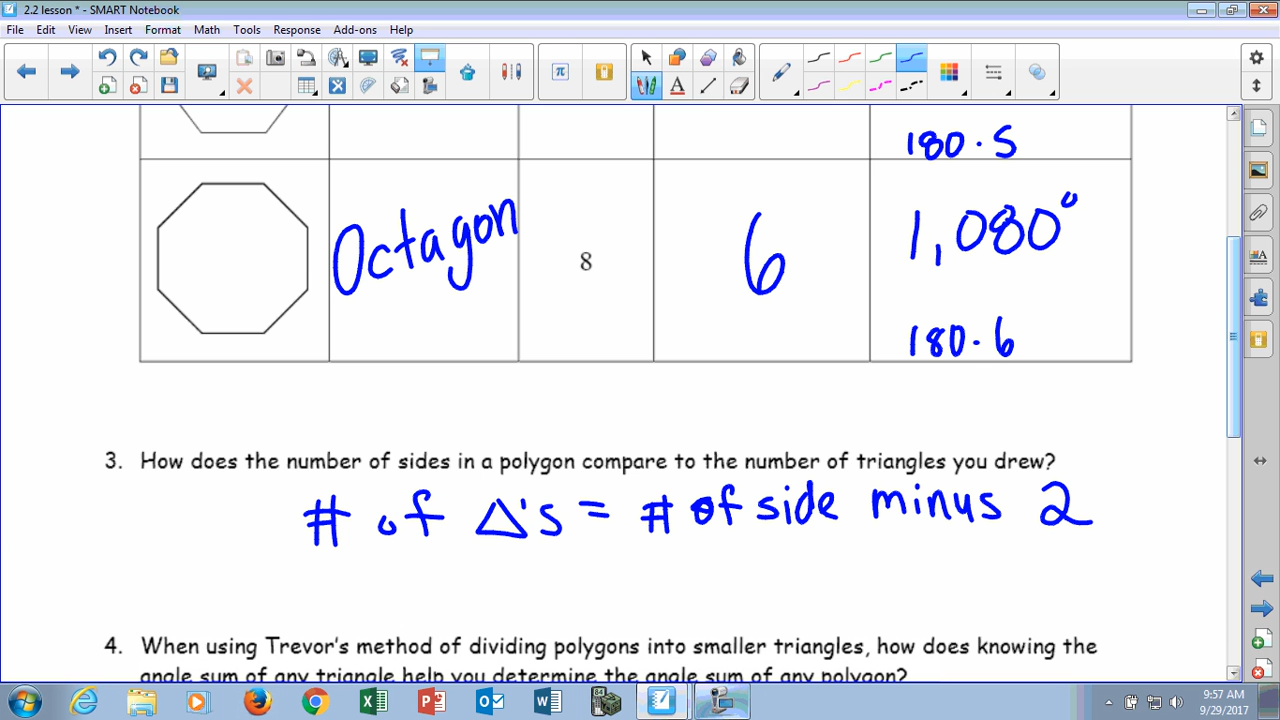 2.2 lesson * - SMART Notebook
File Edit View Insert Format Math Tools Response Add-ons Help
180 · 5
Octagon 8 6 1,080°
180 · 6
3. How does the number of sides in a polygon compare to the number of triangles you drew?
# of Δ's = # of side minus 2
4. When using Trevor's method of dividing polygons into smaller triangles, how does knowing the
angle sum of any triangle help you determine the angle sum of any polygon?
9:57 AM
9/29/2017